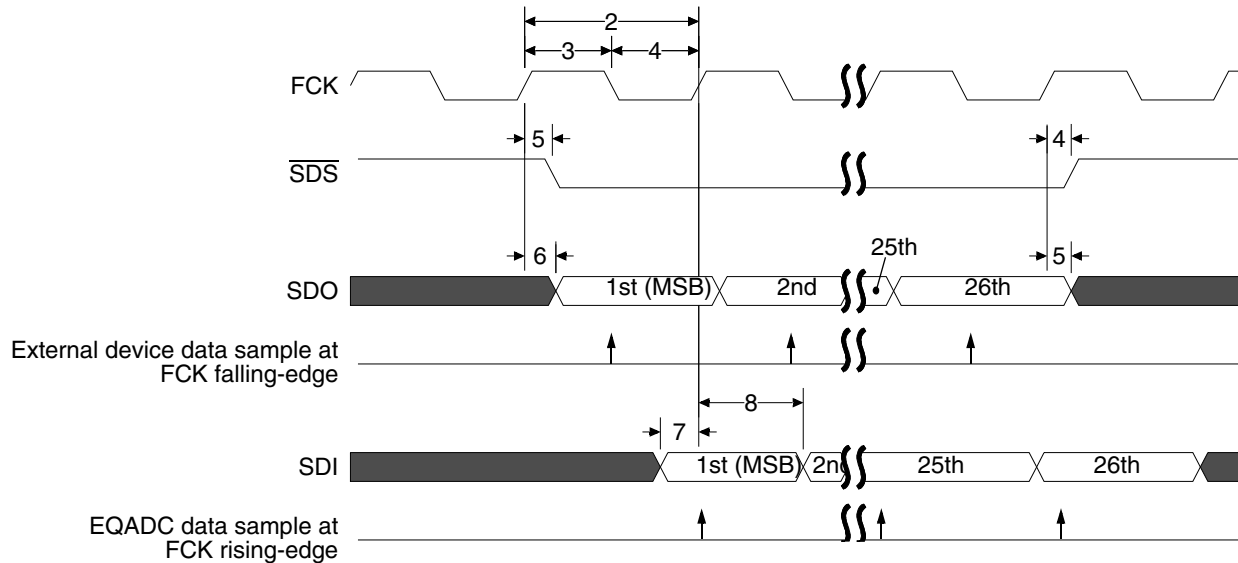 2
3 4
FCK
5 4
SDS
25th
6 5
SDO 1st (MSB) 2nd 26th
External device data sample at
FCK falling-edge
8
7
SDI 1st (MSB) 2nd 25th 26th
EQADC data sample at
FCK rising-edge